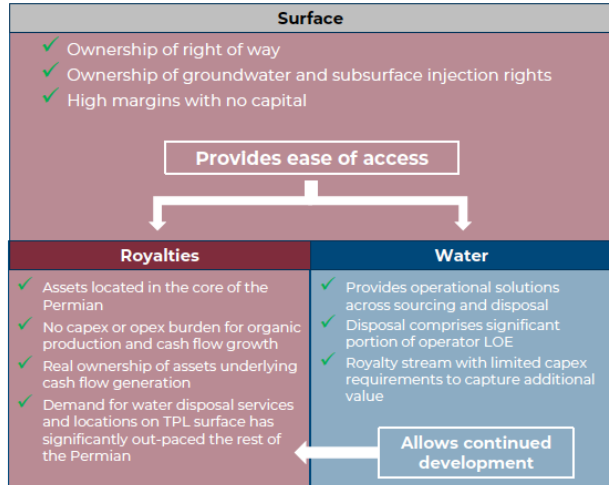 Surface
Ownership of right of way
Ownership of groundwater and subsurface injection rights
High margins with no capital
Provides ease of access
Royalties
Assets located in the core of the
Permian
No capex or opex burden for organic
production and cash flow growth
Real ownership of assets underlying
cash flow generation
Demand for water disposal services
and locations on TPL surface has
significantly out-paced the rest of
the Permian
Water
Provides operational solutions
across sourcing and disposal
Disposal comprises significant
portion of operator LOE
Royalty stream with limited capex
requirements to capture additional
value
Allows continued
development